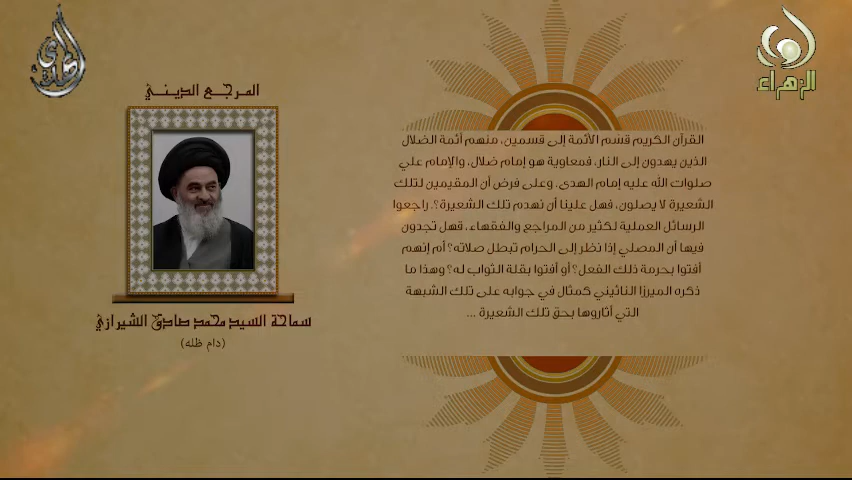 الزهراء
المرجع الديني
سماحة السيد محمد صادق الشيرازي
(دام ظله)
القرآن الكريم قسّم الأئمة إلى قسمين، منهم أئمة الضلال
الذين يهدون إلى النار، فمعاوية هو إمام ضلال، والإمام علي
صلوات الله عليه إمام الهدى. وعلى فرض أن المقيمين لتلك
الشعيرة لا يصلون، فهل علينا أن نهدم تلك الشعيرة؟. راجعوا
الرسائل العملية لكثير من المراجع والفقهاء، فهل تجدون
فيها أن المصلي إذا نظر إلى الحرام تبطل صلاته؟ أم إنهم
أفتوا بحرمة ذلك الفعل؟ أو أفتوا بقلة الثواب له؟ وهذا ما
ذكره الميرزا النائيني كمثال في جوابه على تلك الشبهة
التي أثاروها بحق تلك الشعيرة ...